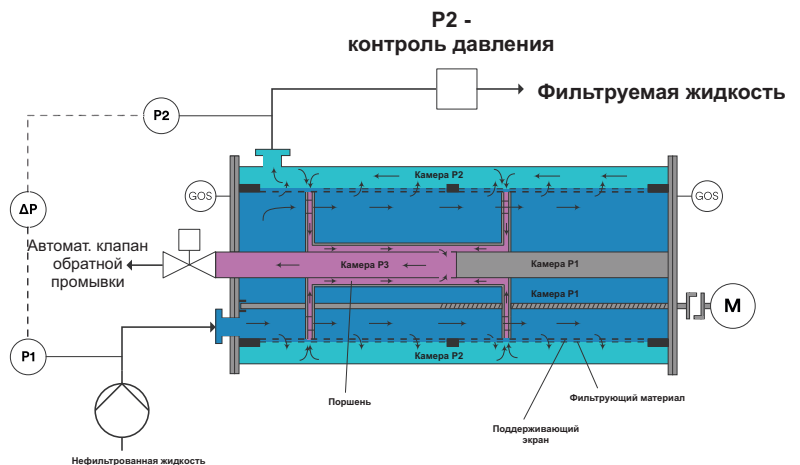 P2 -
контроль давления
P2
Фильтруемая жидкость
Камера P2
GOS
GOS
ΔP
Автомат. клапан
обратной
промывки
Камера P3
Камера P1
Камера P1
M
P1
Камера P2
Поршень
Фильтрующий материал
Поддерживающий
экран
Нефильтрованная жидкость